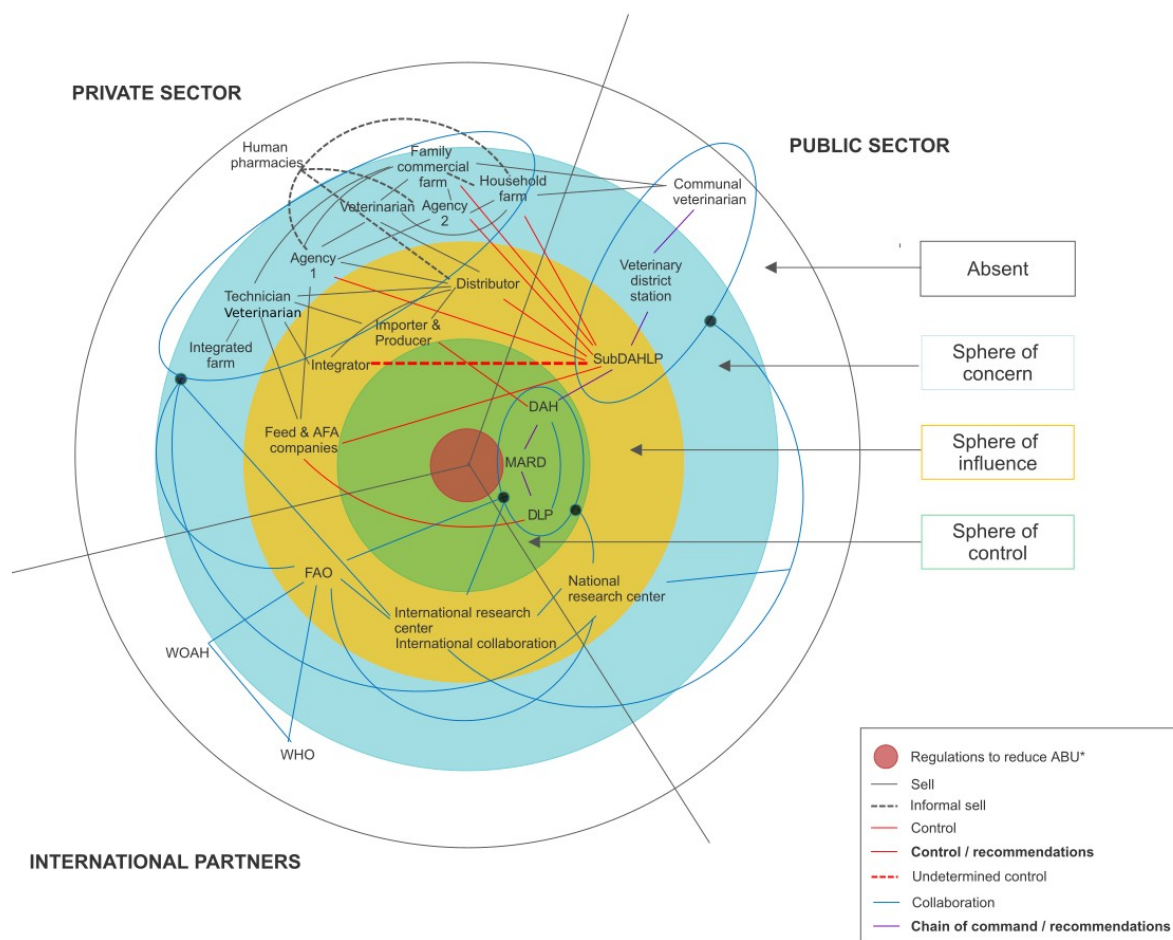 PRIVATE SECTOR
PUBLIC SECTOR
Human
pharmacies
Family
commercial
farm
Household
farm
Veterinarian
Agency
2
Communal
veterinarian
Agency
1
Distributor
Veterinary
district
station
Technician
Veterinarian
Importer &
Producer
Integrated
farm
Integrator
SubDAHLP
DAH
Feed & AFA
companies
MARD
DLP
FAO
National
research center
International research
center
International collaboration
WOAH
WHO
INTERNATIONAL PARTNERS
Absent
Sphere of
concern
Sphere of
influence
Sphere of
control
Regulations to reduce ABU*
Sell
Informal sell
Control
Control / recommendations
Undetermined control
Collaboration
Chain of command / recommendations